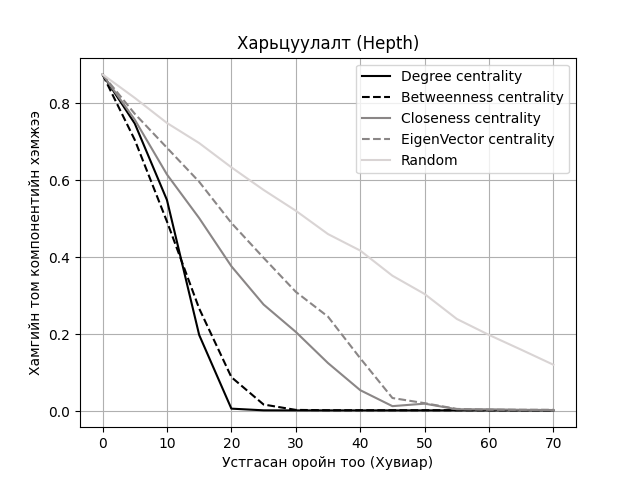 Харьцуулалт (Hepth)
Degree centrality
Betweenness centrality
Closeness centrality
EigenVector centrality
Random
Хамгийн том компонентийн хэмжээ
0.8
0.6
0.4
0.2
0.0
0 10 20 30 40 50 60 70
Устгасан оройн тоо (Хувиар)